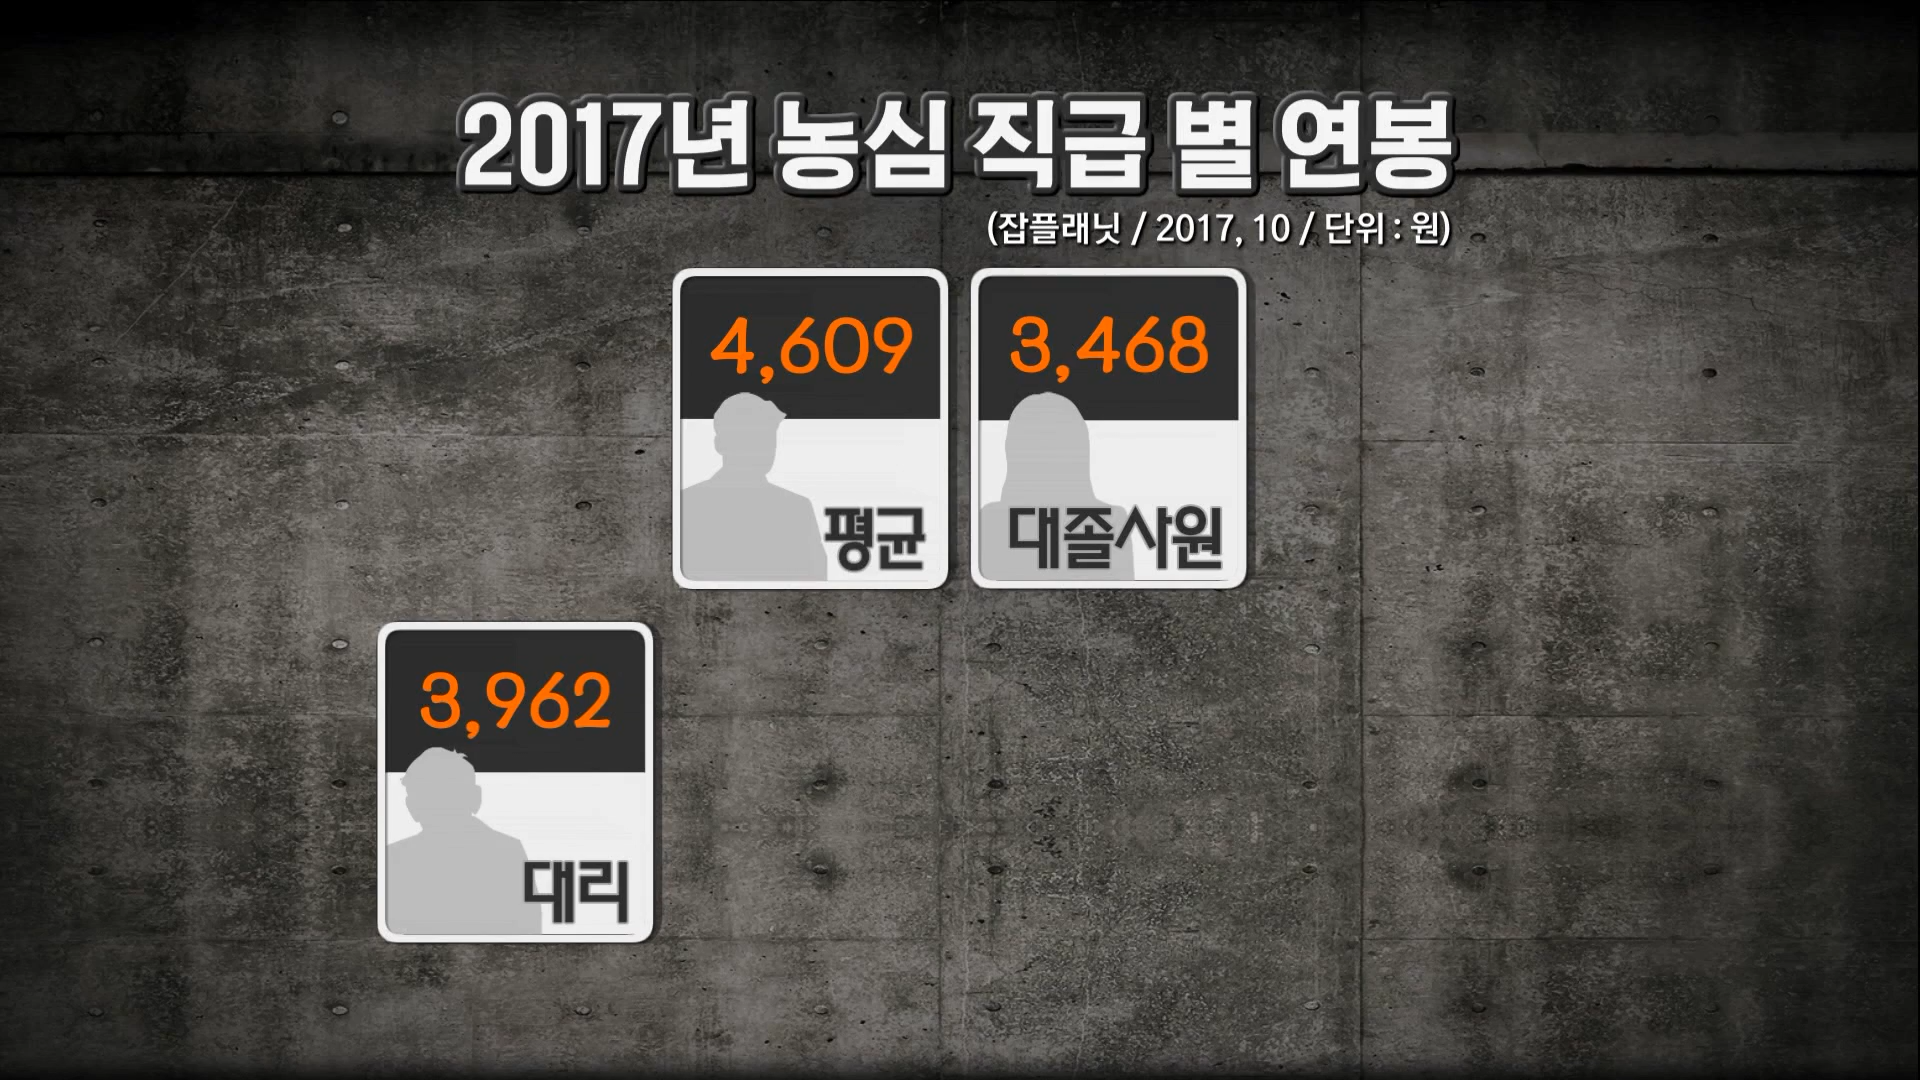 2017년 농심 직급 별 연봉
(잡플래닛 / 2017, 10 / 단위 : 원)
4,609
평균
3,468
대졸사원
3,962
대리